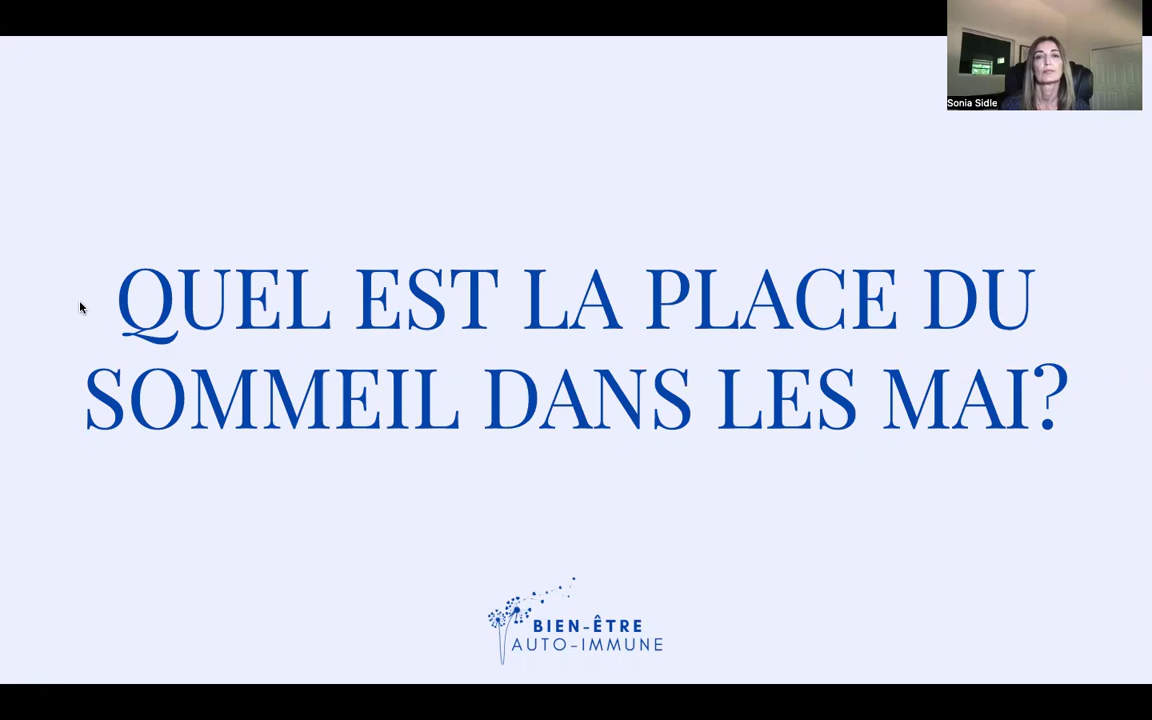 Sonia Sidle
QUEL EST LA PLACE DU
SOMMEIL DANS LES MAI?
BIEN-ÊTRE
AUTO-IMMUNE